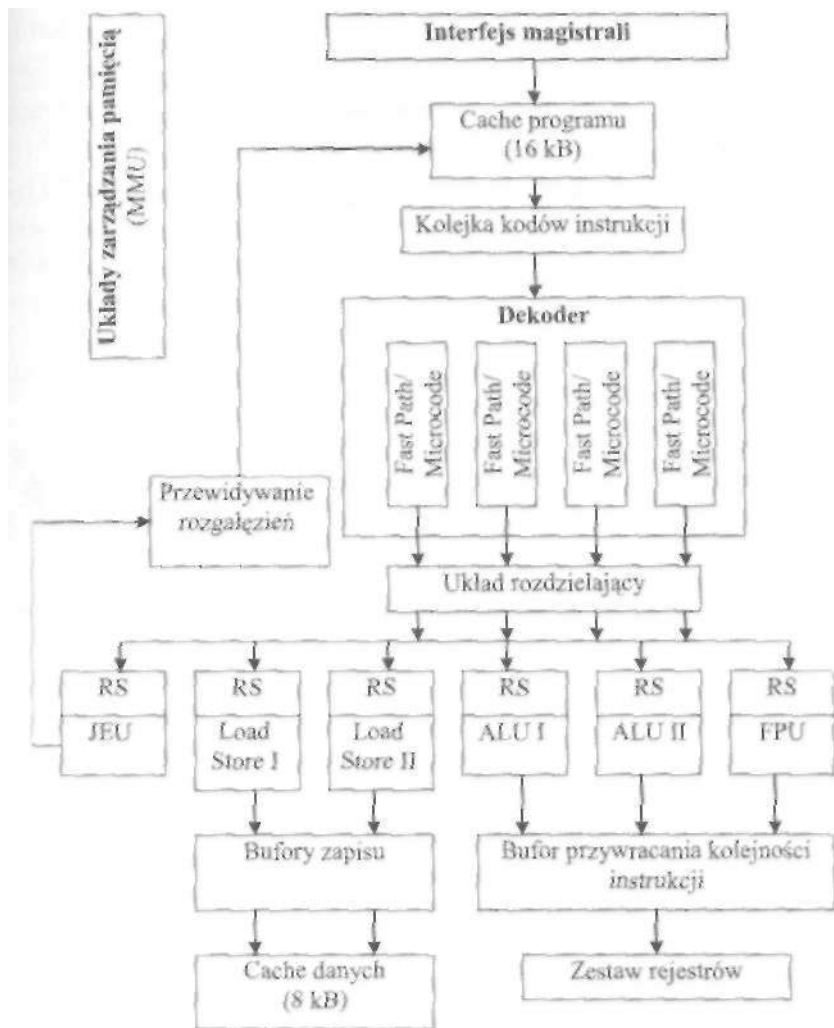 Interfejs magistrali
Układy zarządzania pamięcią
(MMU)
Cache programu
(16 kB)
Kolejka kodów instrukcji
Dekoder
Fast Path/
Microcode
Fast Path/
Microcode
Fast Path/
Microcode
Fast Path/
Microcode
Przewidywanie
rozgałęzień
Układ rozdzielający
RS
RS
RS
RS
RS
RS
JEU
Load
Store I
Load
Store II
ALU I
ALU II
FPU
Bufory zapisu
Bufor przywracania kolejności
instrukcji
Cache danych
(8 kB)
Zestaw rejestrów